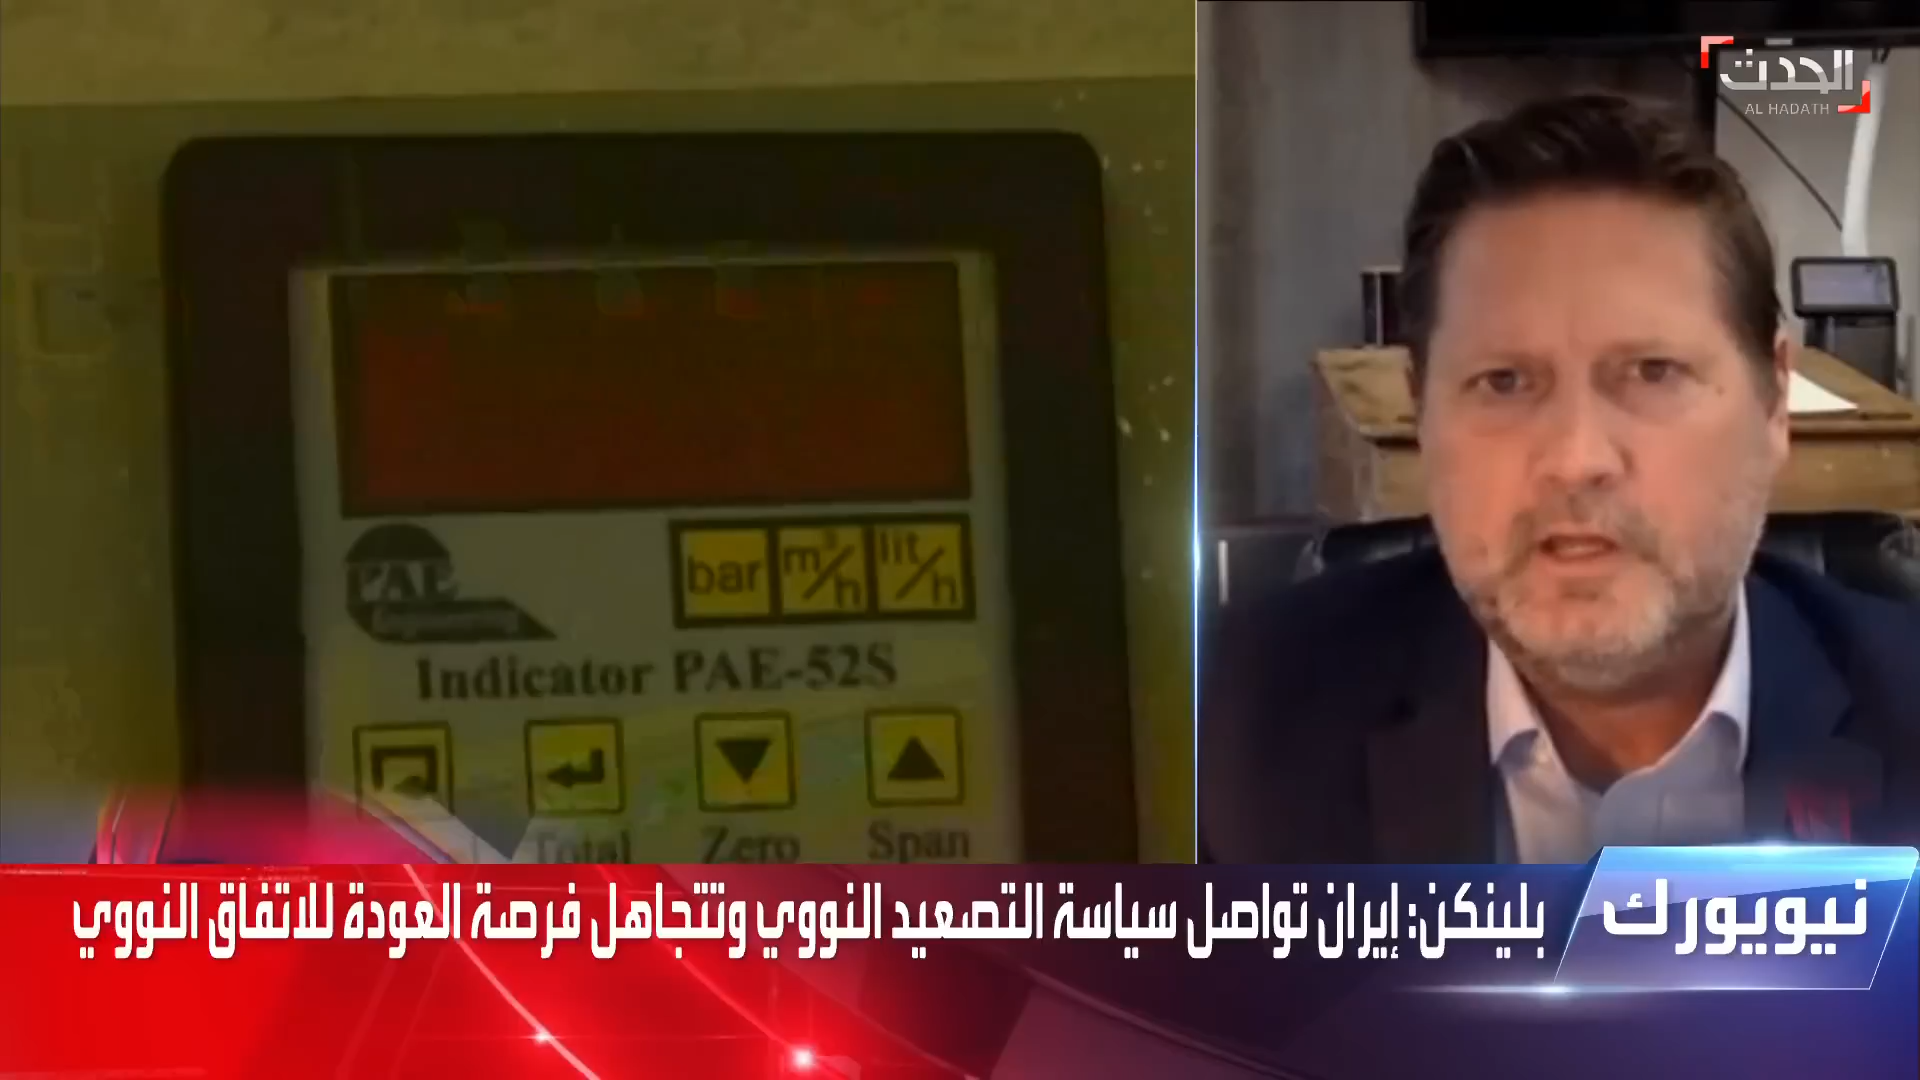 الحدث
AL HADATH
PAE
Engineering
bar m³/h lit/h
Indicator PAE-52S
Total Zero Span
نيويورك
بلينكن: إيران تواصل سياسة التصعيد النووي وتتجاهل فرصة العودة للاتفاق النووي